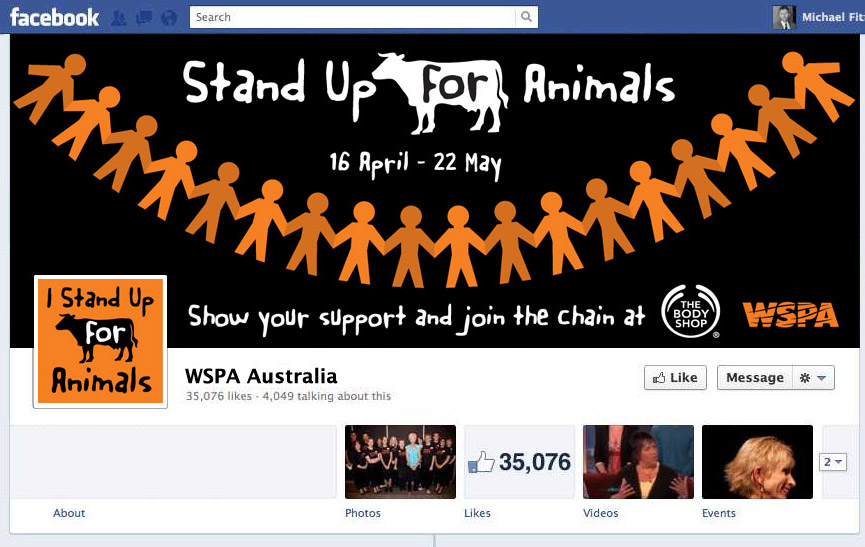 facebook
Search
Michael Fit
Stand Up for Animals
16 April - 22 May
I Stand Up
for
Animals
Show your support and join the chain at
THE
BODY
SHOP
®
WSPA
WSPA Australia
35,076 likes · 4,049 talking about this
Like
Message
35,076
2
About
Photos
Likes
Videos
Events